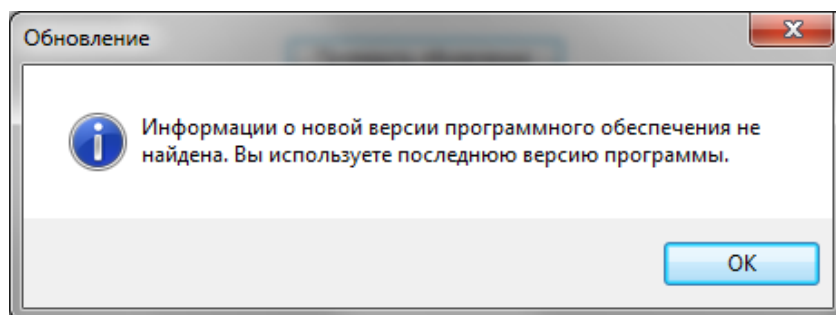 Обновление
Информации о новой версии программного обеспечения не
найдена. Вы используете последнюю версию программы.
OK